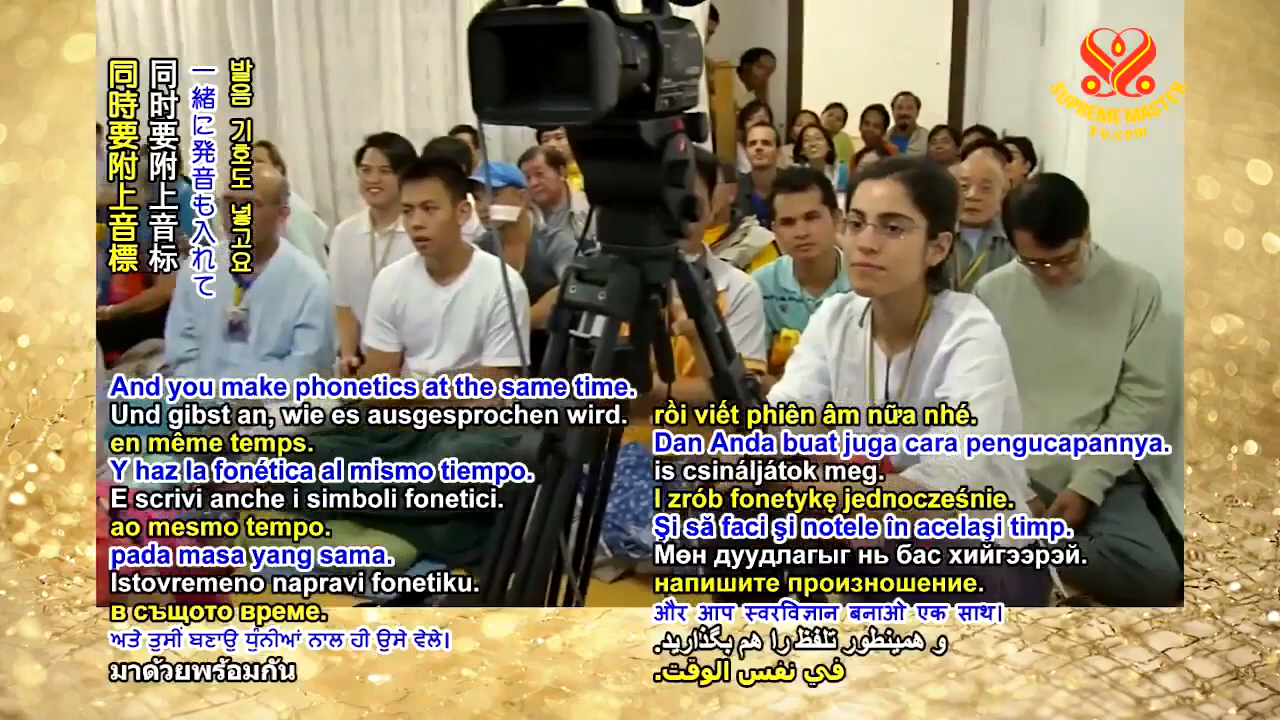 同時要附上音標
同时要附上音标
一緒に発音も入れて
발음 기호도 넣고요
SUPREME MASTER
TV.com
And you make phonetics at the same time.
Und gibst an, wie es ausgesprochen wird.
en même temps.
Y haz la fonética al mismo tiempo.
E scrivi anche i simboli fonetici.
ao mesmo tempo.
pada masa yang sama.
Istovremeno napravi fonetiku.
в същото време.
ਅਤੇ ਤੁਸੀਂ ਬਣਾਉ ਧੁੰਨੀਆਂ ਨਾਲ ਹੀ ਉਸੇ ਵੇਲੇ।
มาด้วยพร้อมกัน
rồi viết phiên âm nữa nhé.
Dan Anda buat juga cara pengucapannya.
is csináljátok meg.
I zrób fonetykę jednocześnie.
Şi să faci şi notele în acelaşi timp.
Мөн дуудлагыг нь бас хийгээрэй.
напишите произношение.
और आप स्वरविज्ञान बनाओ एक साथ।
و همینطور تلفظ را هم بگذارید.
في نفس الوقت.